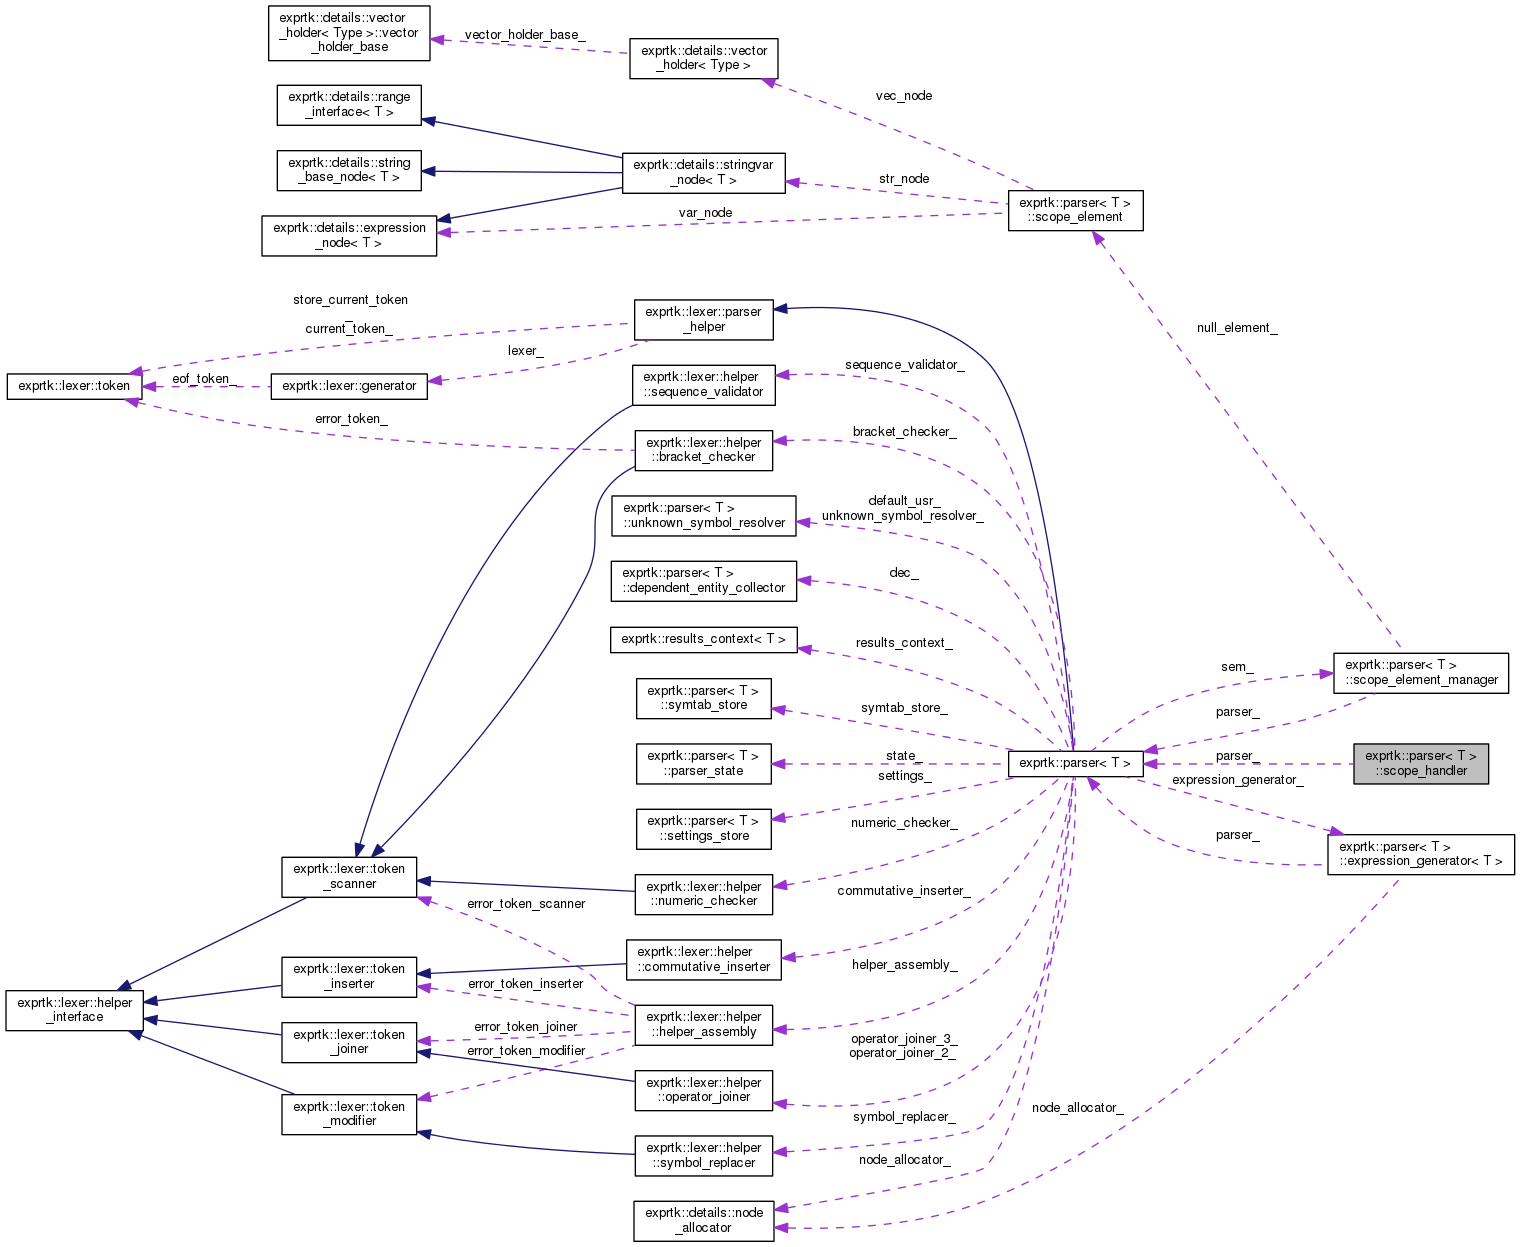 exprtk::details::vector
_holder< Type >::vector
_holder_base
vector_holder_base_
exprtk::details::vector
_holder< Type >
vec_node
exprtk::details::range
_interface< T >
exprtk::details::string
_base_node< T >
exprtk::details::stringvar
_node< T >
str_node
exprtk::parser< T >
::scope_element
var_node
exprtk::details::expression
_node< T >
store_current_token
_
current_token_
exprtk::lexer::parser
_helper
null_element_
lexer_
exprtk::lexer::token
eof_token_
exprtk::lexer::generator
exprtk::lexer::helper
::sequence_validator
sequence_validator_
error_token_
exprtk::lexer::helper
::bracket_checker
bracket_checker_
exprtk::parser< T >
::unknown_symbol_resolver
default_usr_
unknown_symbol_resolver_
exprtk::parser< T >
::dependent_entity_collector
dec_
exprtk::results_context< T >
results_context_
sem_
exprtk::parser< T >
::scope_element_manager
exprtk::parser< T >
::symtab_store
symtab_store_
parser_
exprtk::parser< T >
::parser_state
state_
exprtk::parser< T >
parser_
exprtk::parser< T >
::scope_handler
settings_
expression_generator_
exprtk::parser< T >
::settings_store
numeric_checker_
parser_
exprtk::parser< T >
::expression_generator< T >
exprtk::lexer::token
_scanner
exprtk::lexer::helper
::numeric_checker
commutative_inserter_
error_token_scanner
exprtk::lexer::token
_inserter
exprtk::lexer::helper
::commutative_inserter
helper_assembly_
error_token_inserter
exprtk::lexer::helper
_interface
exprtk::lexer::helper
::helper_assembly
error_token_joiner
exprtk::lexer::token
_joiner
operator_joiner_3_
operator_joiner_2_
error_token_modifier
exprtk::lexer::helper
::operator_joiner
exprtk::lexer::token
_modifier
symbol_replacer_
node_allocator_
exprtk::lexer::helper
::symbol_replacer
node_allocator_
exprtk::details::node
_allocator